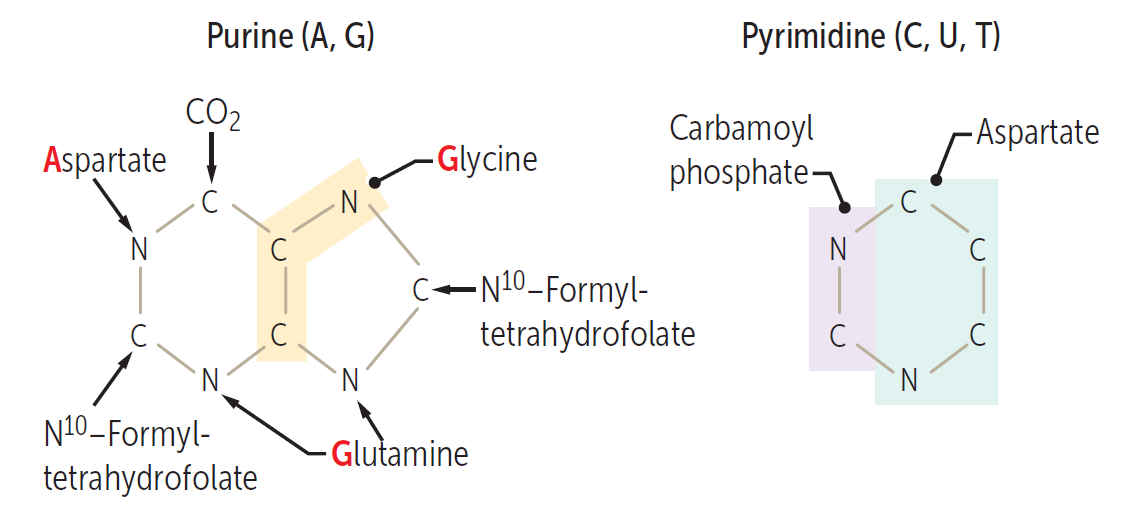 Purine (A, G)
CO₂
Aspartate
Glycine
C
N
N
C
C
N¹⁰–Formyl-
tetrahydrofolate
C
C
N
N
N¹⁰–Formyl-
tetrahydrofolate
Glutamine
Pyrimidine (C, U, T)
Carbamoyl
phosphate
Aspartate
C
N
C
C
C
N